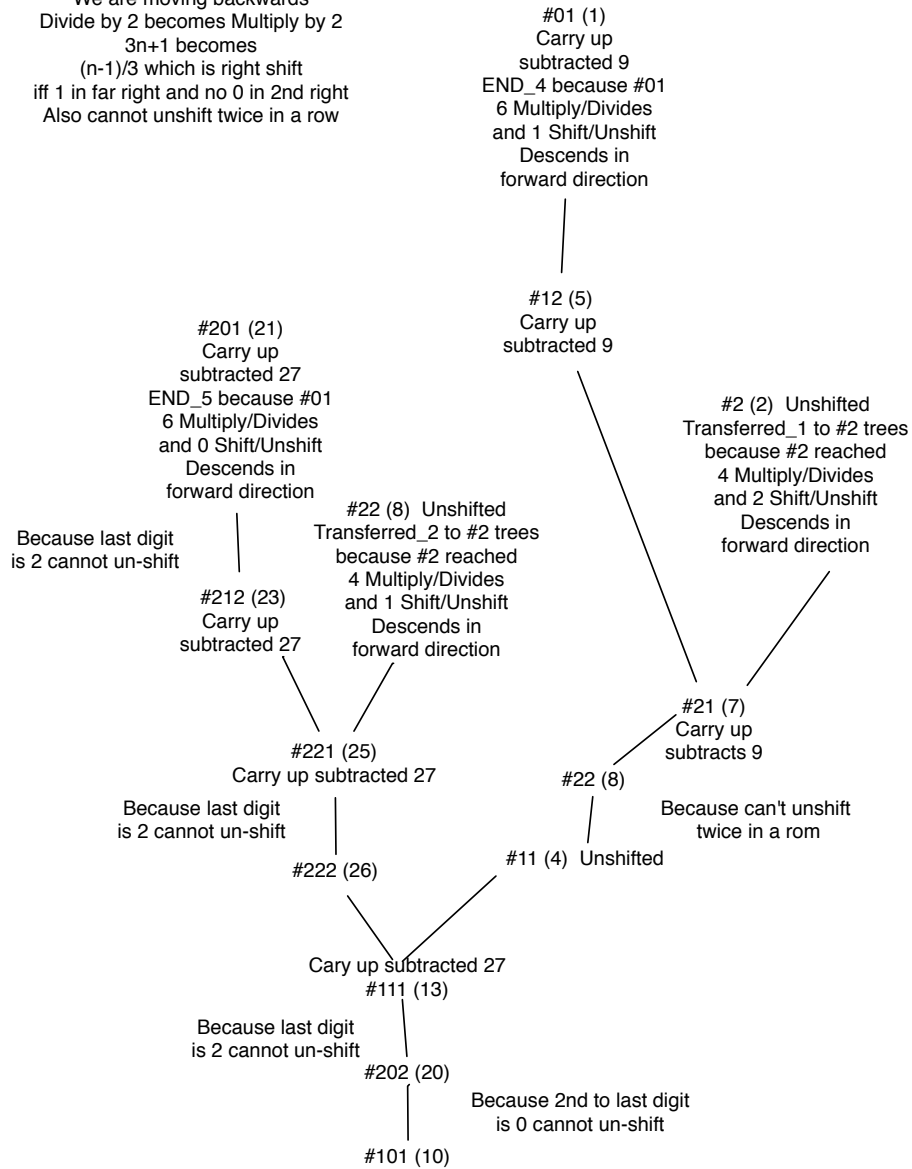 We are moving backwards
Divide by 2 becomes Multiply by 2
3n+1 becomes
(n-1)/3 which is right shift
iff 1 in far right and no 0 in 2nd right
Also cannot unshift twice in a row
#01 (1)
Carry up
subtracted 9
END_4 because #01
6 Multiply/Divides
and 1 Shift/Unshift
Descends in
forward direction
#12 (5)
Carry up
subtracted 9
#201 (21)
Carry up
subtracted 27
END_5 because #01
6 Multiply/Divides
and 0 Shift/Unshift
Descends in
forward direction
#2 (2)  Unshifted
Transferred_1 to #2 trees
because #2 reached
4 Multiply/Divides
and 2 Shift/Unshift
Descends in
forward direction
Because last digit
is 2 cannot un-shift
#22 (8)  Unshifted
Transferred_2 to #2 trees
because #2 reached
4 Multiply/Divides
and 1 Shift/Unshift
Descends in
forward direction
#212 (23)
Carry up
subtracted 27
#21 (7)
Carry up
subtracts 9
#221 (25)
Carry up subtracted 27
#22 (8)
Because last digit
is 2 cannot un-shift
Because can't unshift
twice in a rom
#222 (26)
#11 (4)  Unshifted
Cary up subtracted 27
#111 (13)
Because last digit
is 2 cannot un-shift
#202 (20)
Because 2nd to last digit
is 0 cannot un-shift
#101 (10)